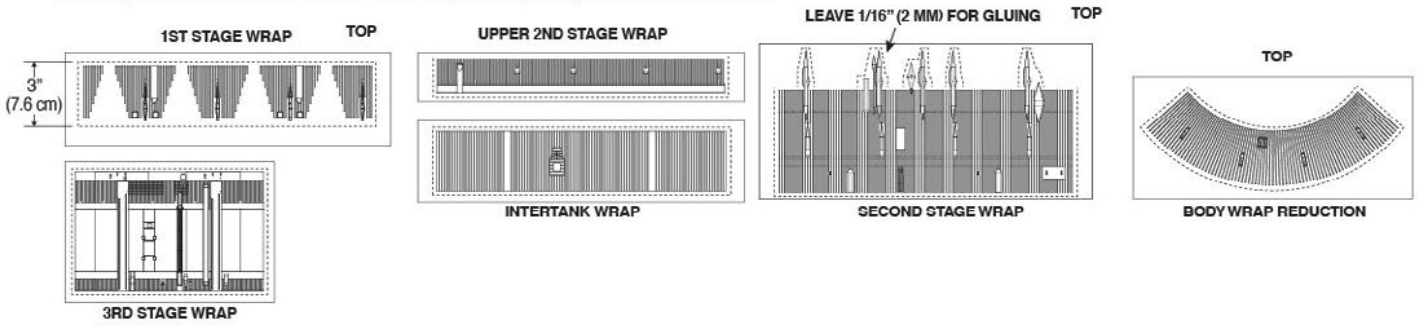 LEAVE 1/16" (2 MM) FOR GLUING
TOP
1ST STAGE WRAP
TOP
UPPER 2ND STAGE WRAP
TOP
3"
(7.6 cm)
INTERTANK WRAP
SECOND STAGE WRAP
BODY WRAP REDUCTION
3RD STAGE WRAP